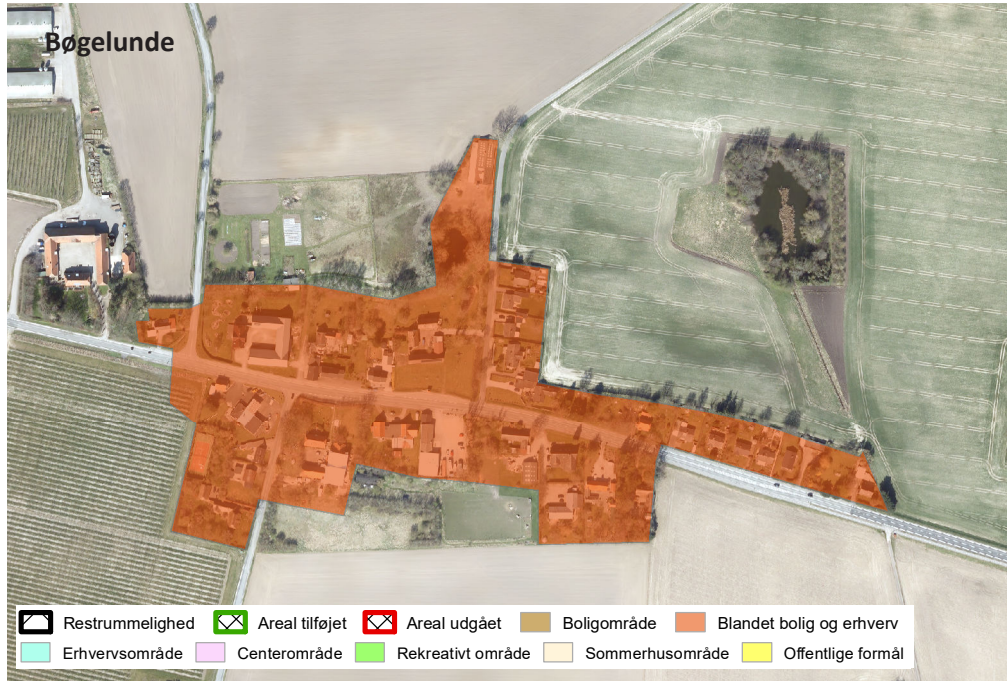 Bøgelunde
Restrummelighed Areal tilføjet Areal udgået Boligområde Blandet bolig og erhverv
Erhvervsområde Centerområde Rekreativt område Sommerhusområde Offentlige formål